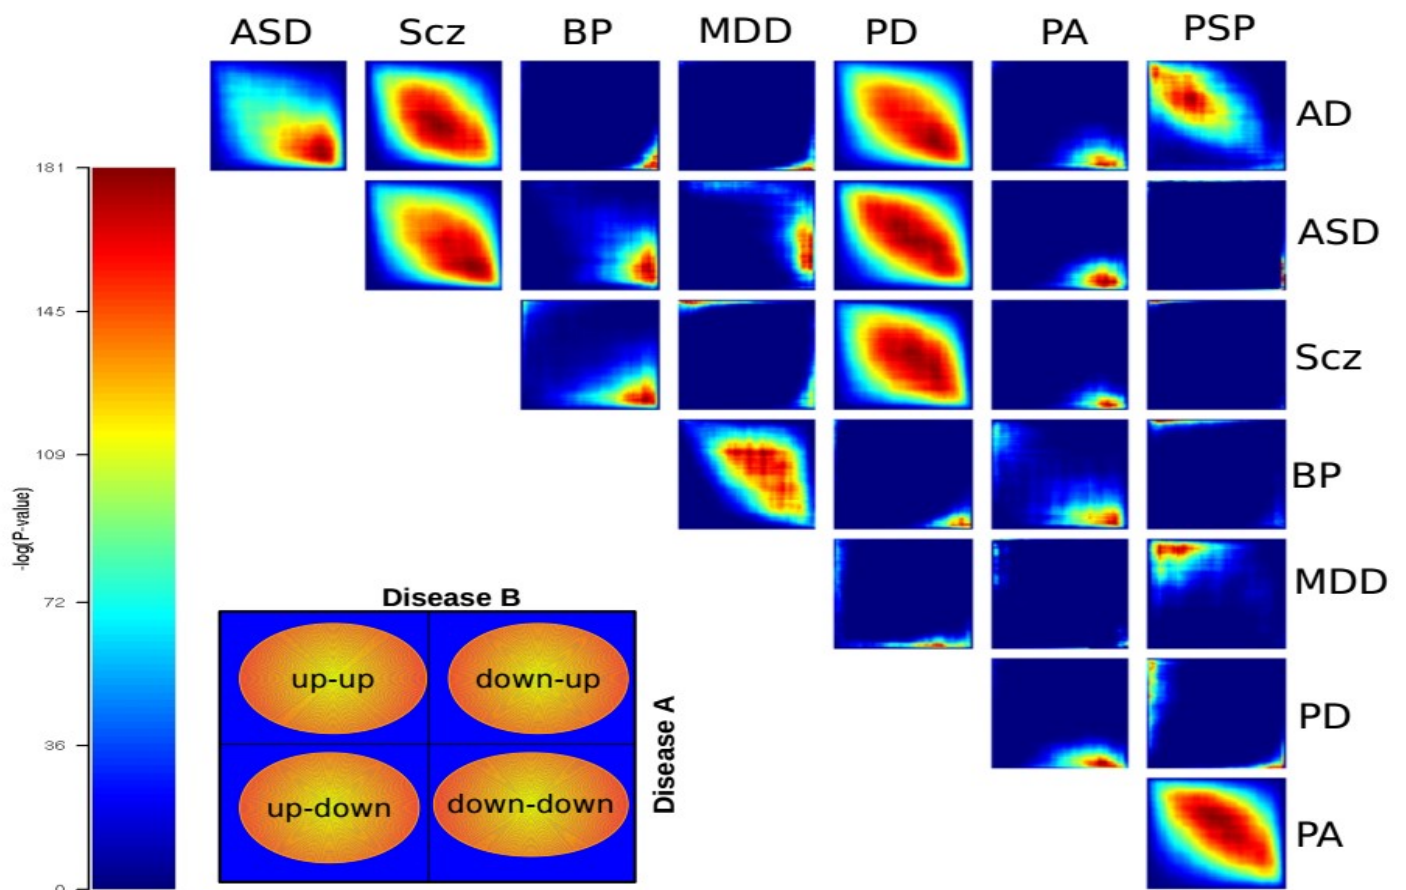 ASD Scz BP MDD PD PA PSP
AD
181
ASD
145
Scz
109
BP
-log(P-value)
MDD
72
Disease B
up-up down-up
PD
Disease A
36
up-down down-down
PA
0